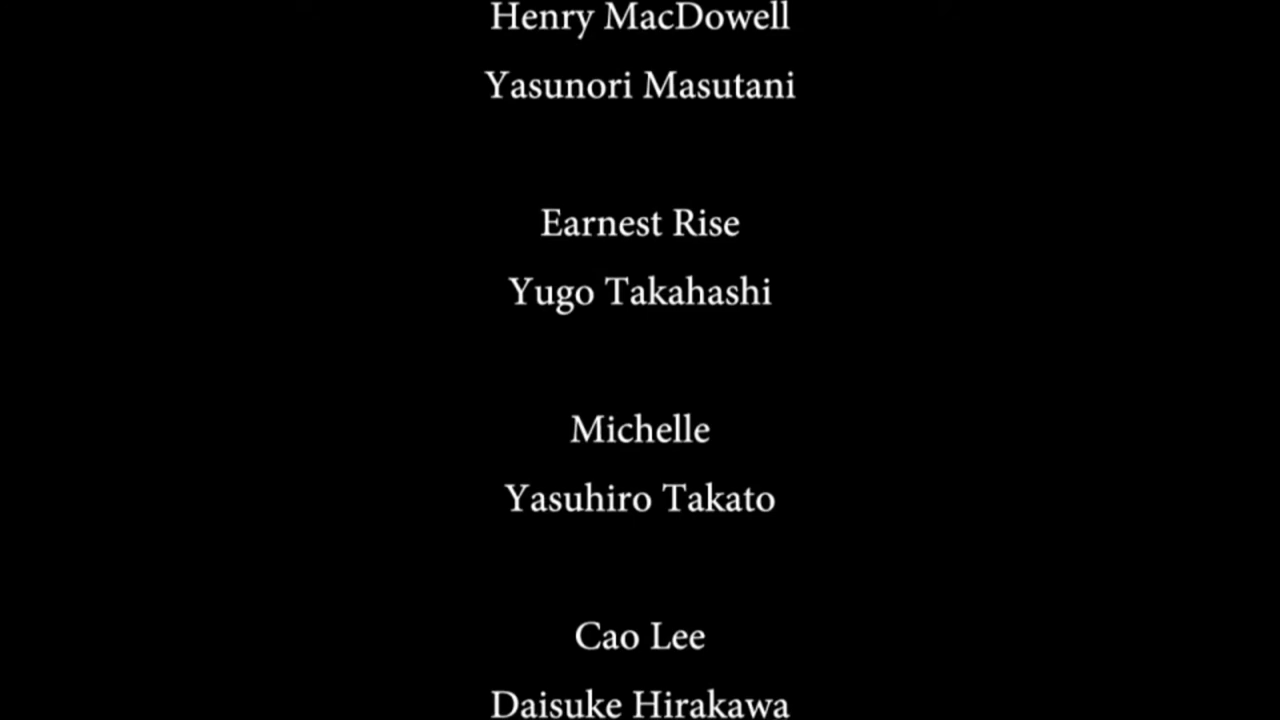 Henry MacDowell
Yasunori Masutani
Earnest Rise
Yugo Takahashi
Michelle
Yasuhiro Takato
Cao Lee
Daisuke Hirakawa